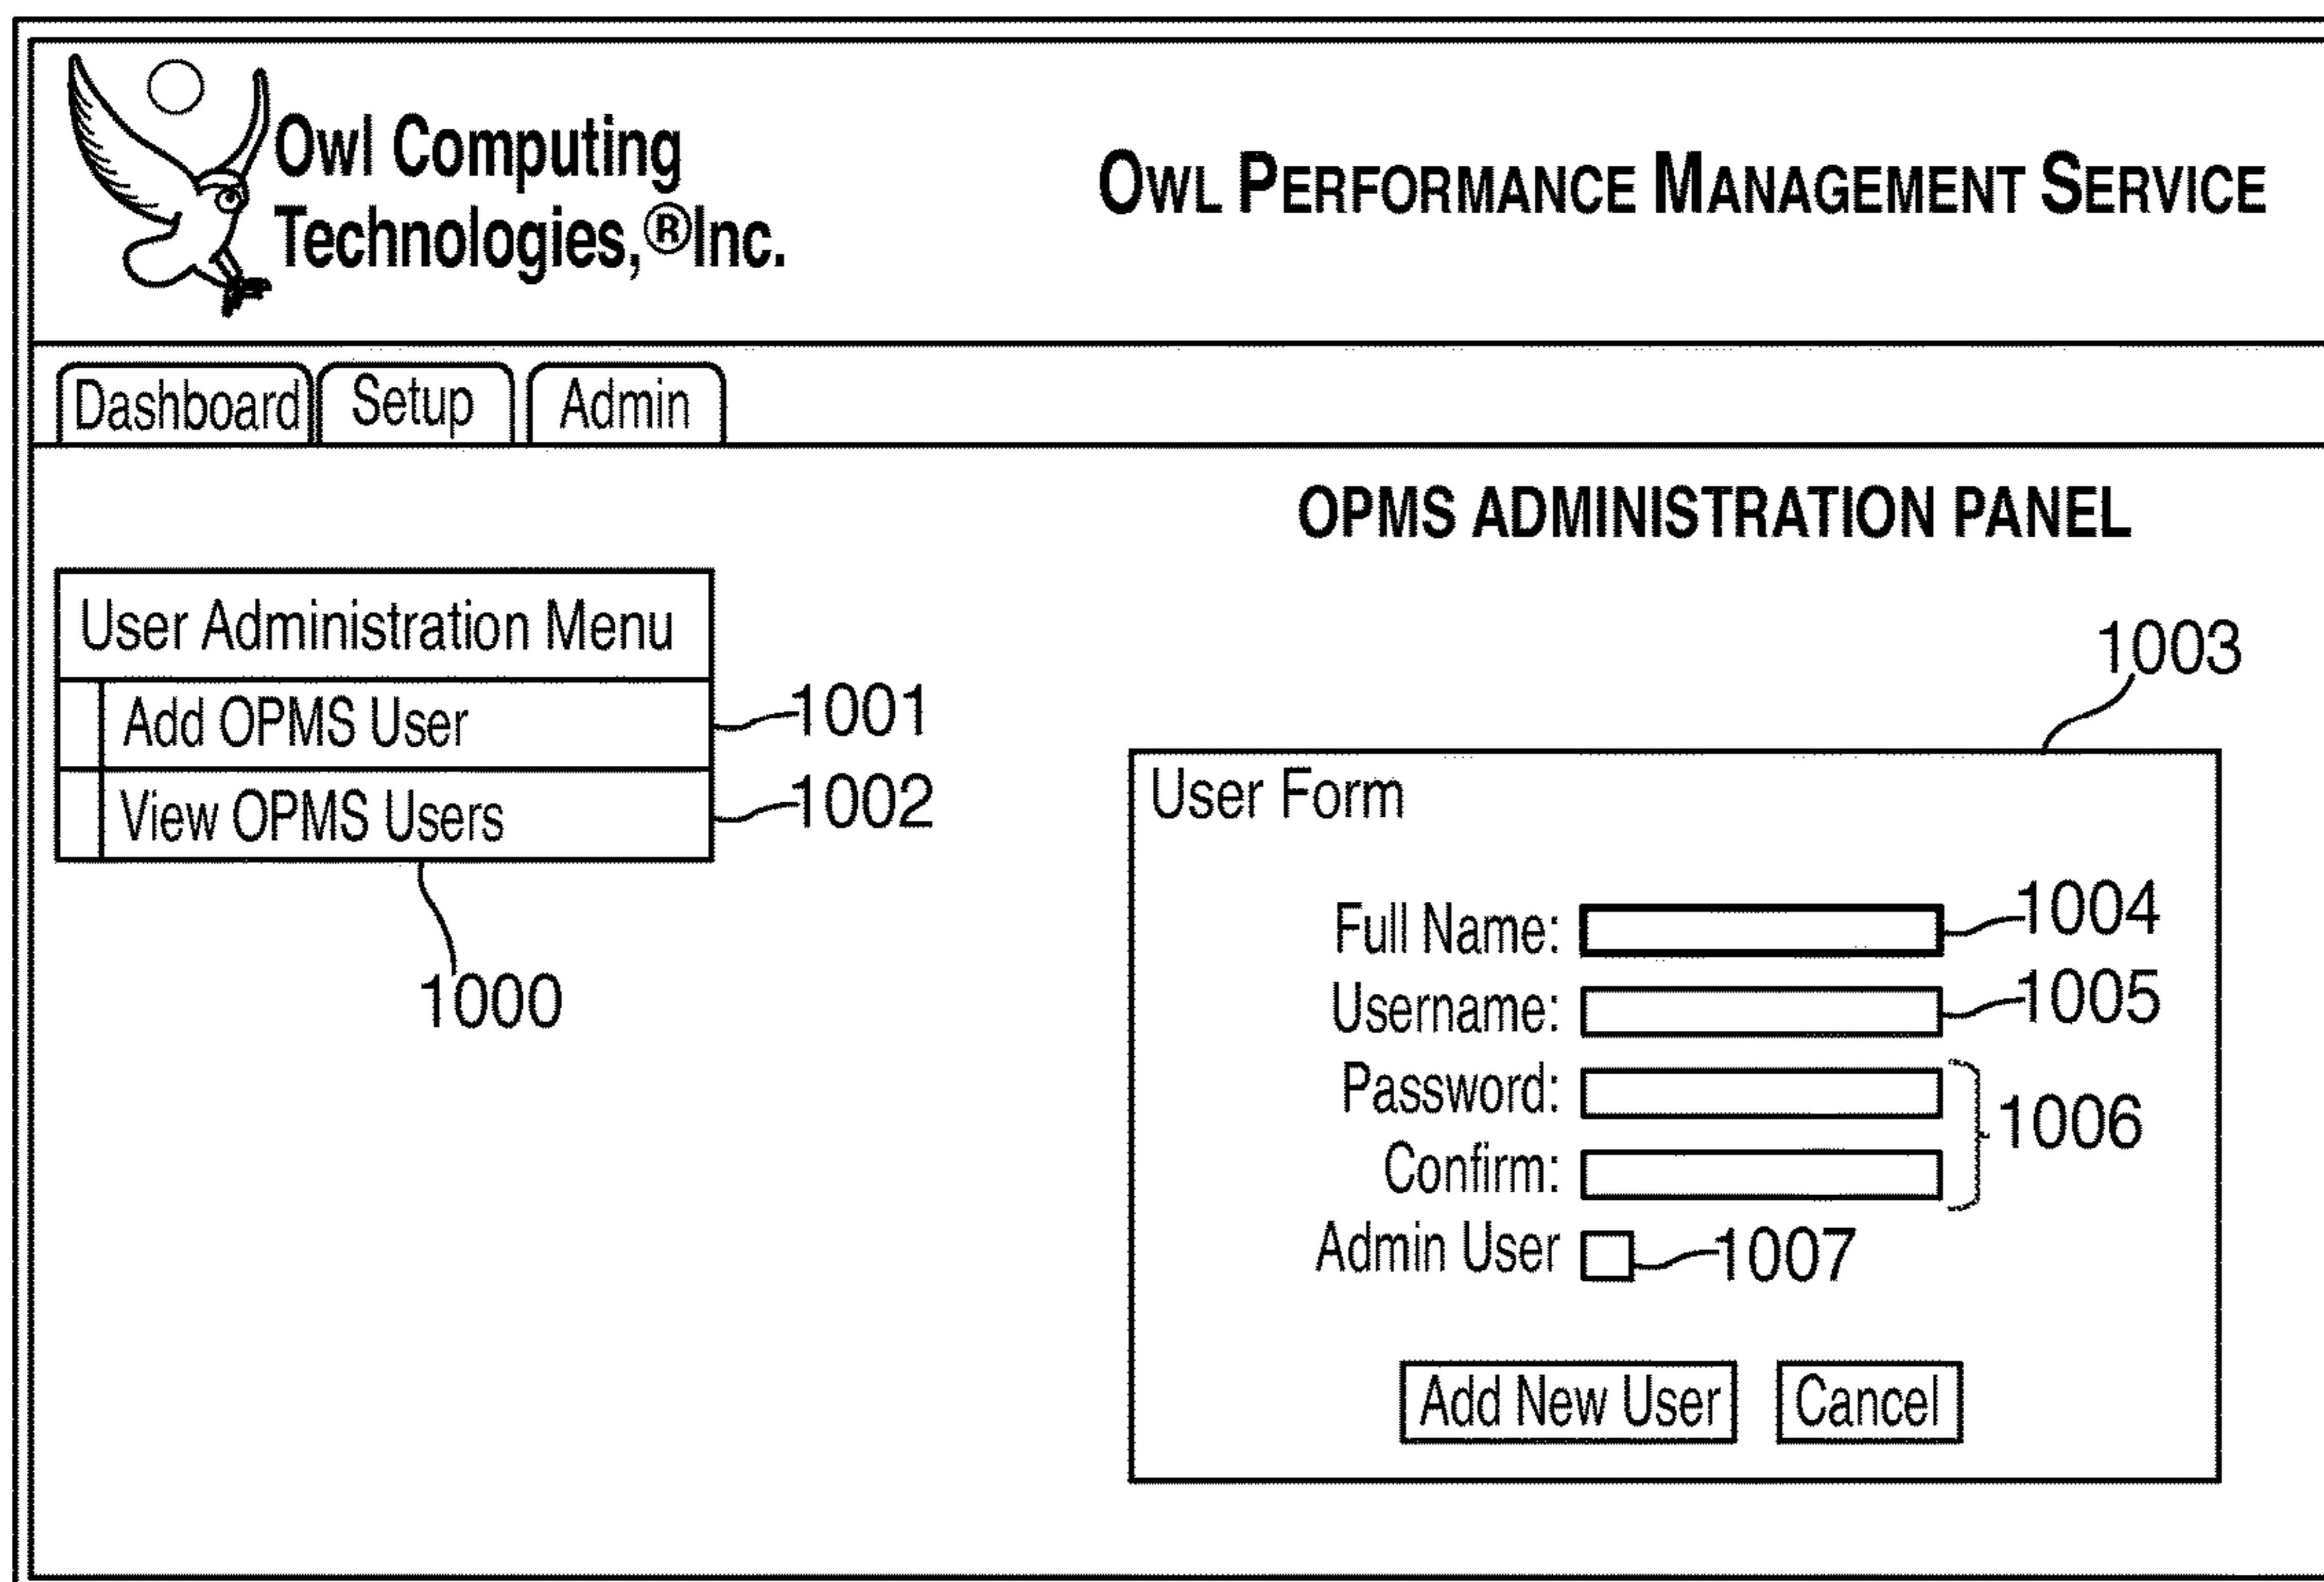 Owl Computing
Technologies,®Inc.
OWL PERFORMANCE MANAGEMENT SERVICE
Dashboard Setup Admin
OPMS ADMINISTRATION PANEL
User Administration Menu
Add OPMS User 1001
View OPMS Users 1002
1000
1003
User Form
Full Name: 1004
Username: 1005
Password:
1006
Confirm:
Admin User 1007
Add New User Cancel